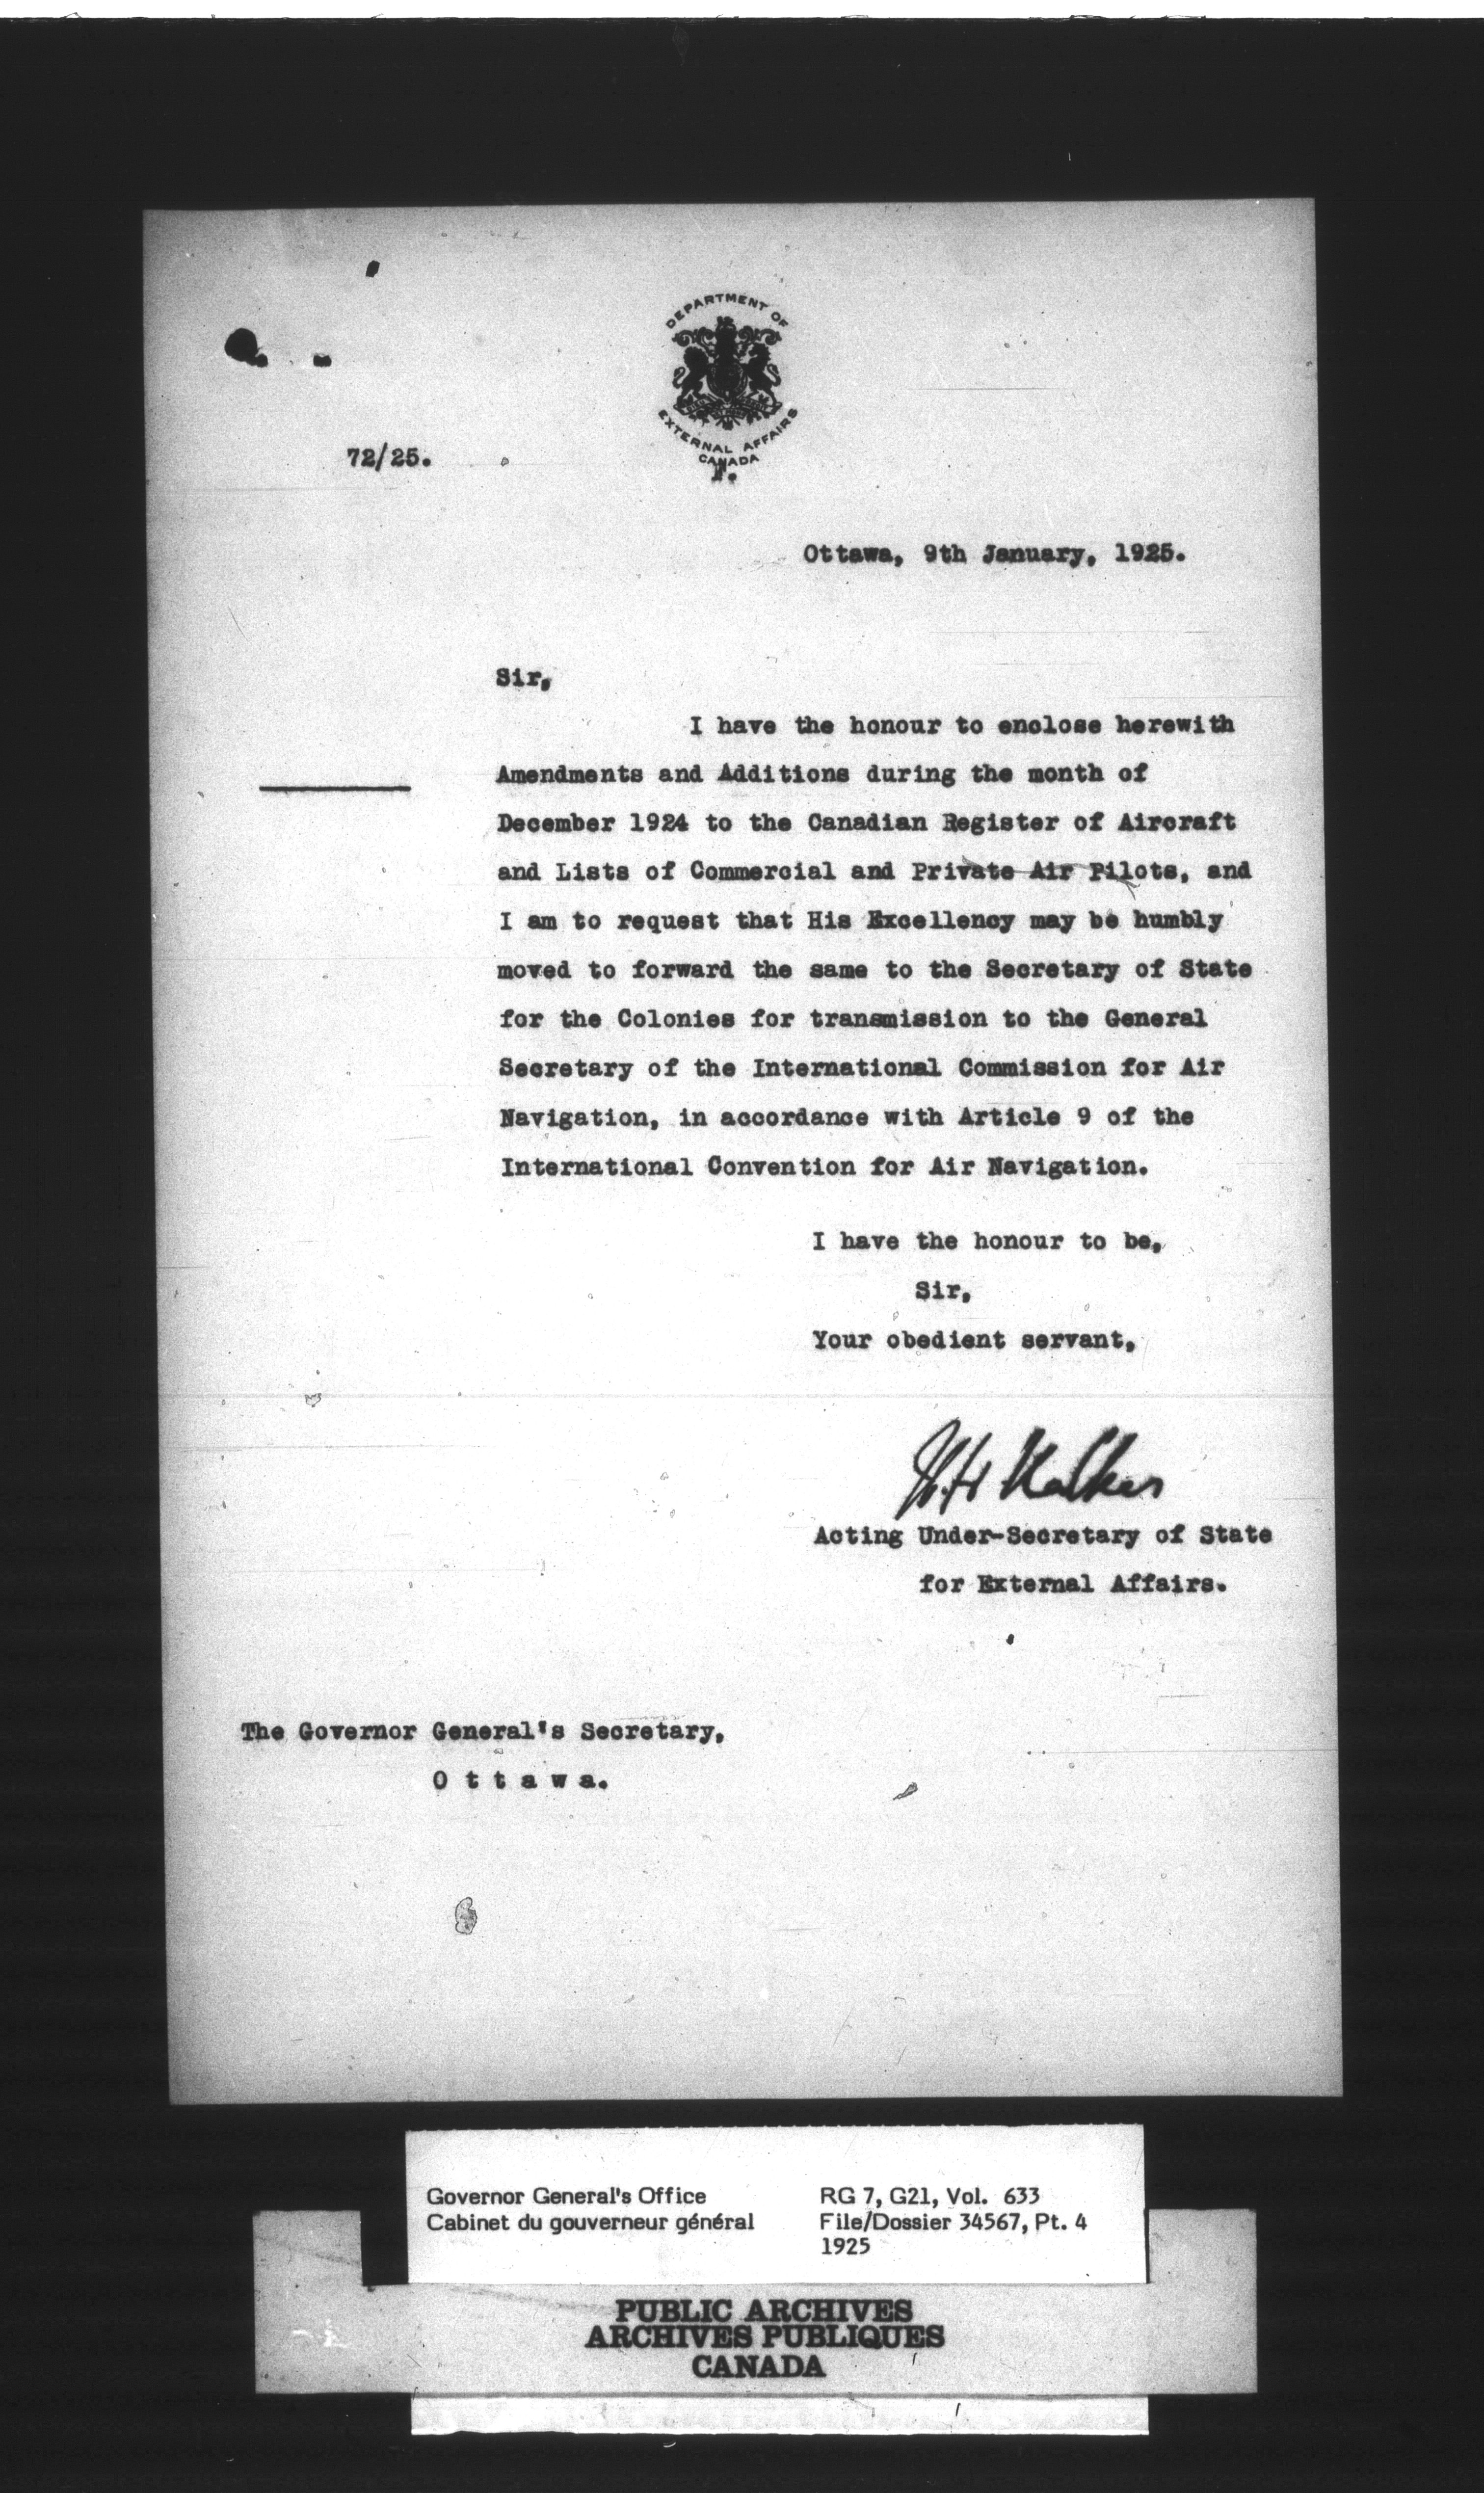 DEPARTMENT OF
EXTERNAL AFFAIRS
CANADA
72/25.
Ottawa, 9th January, 1925.
Sir,
I have the honour to enclose herewith
Amendments and Additions during the month of
December 1924 to the Canadian Register of Aircraft
and Lists of Commercial and Private Air Pilots, and
I am to request that His Excellency may be humbly
moved to forward the same to the Secretary of State
for the Colonies for transmission to the General
Secretary of the International Commission for Air
Navigation, in accordance with Article 9 of the
International Convention for Air Navigation.
I have the honour to be,
Sir,
Your obedient servant,
Walker
Acting Under-Secretary of State
for External Affairs.
The Governor General's Secretary,
O t t a w a.
Governor General's Office
Cabinet du gouverneur général
RG 7, G21, Vol. 633
File/Dossier 34567, Pt. 4
1925
PUBLIC ARCHIVES
ARCHIVES PUBLIQUES
CANADA